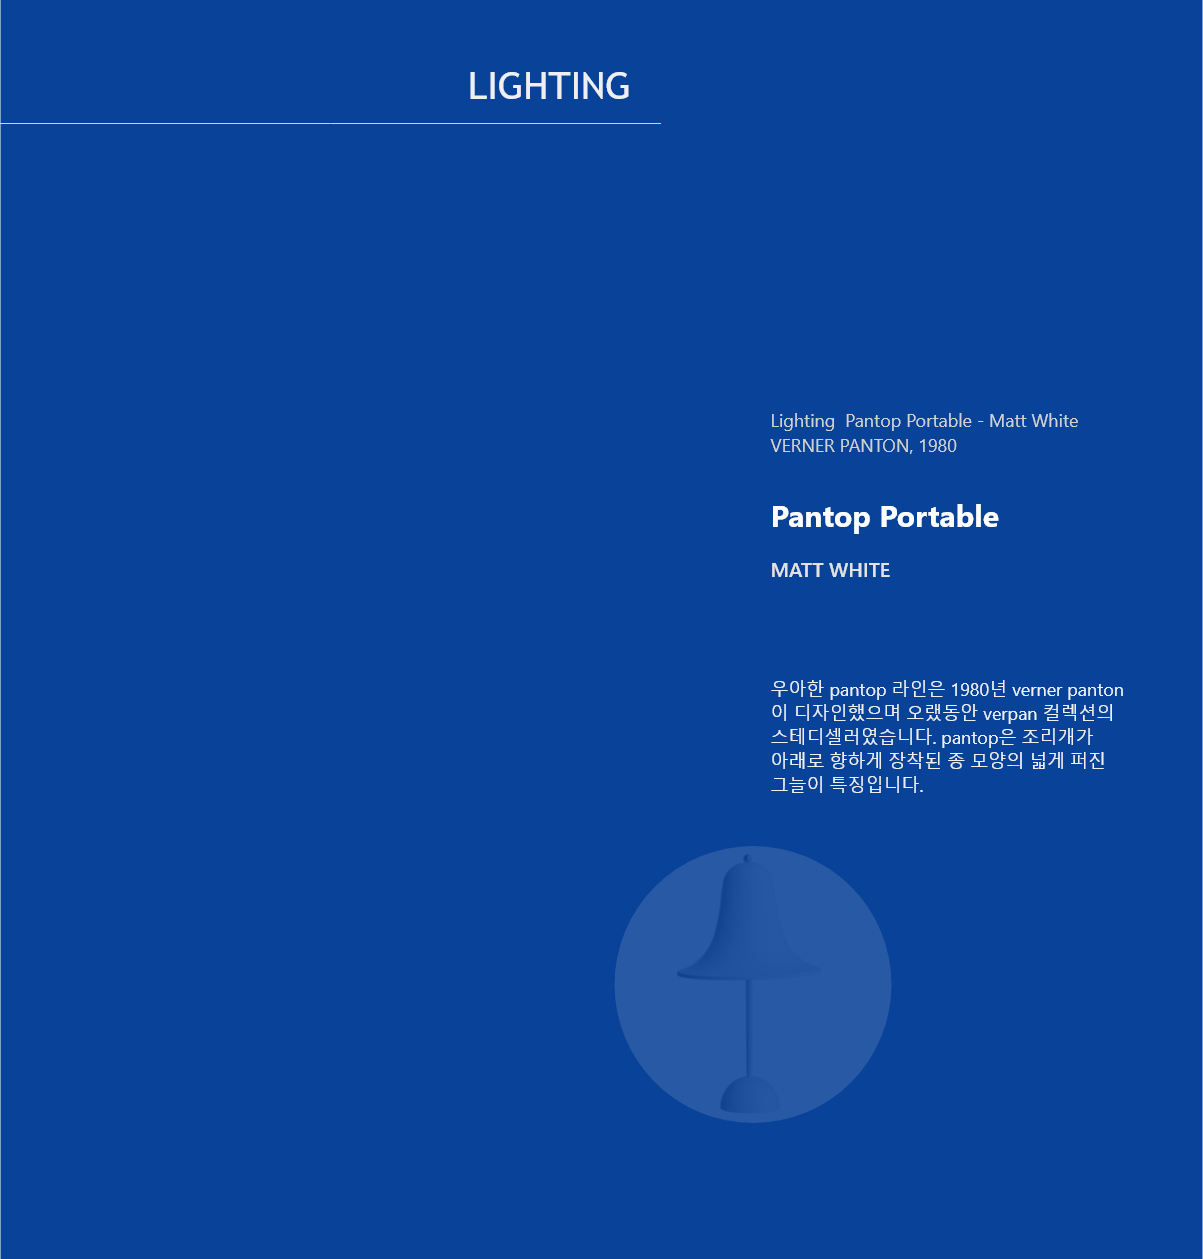 LIGHTING
Lighting  Pantop Portable - Matt White
VERNER PANTON, 1980
Pantop Portable
MATT WHITE
우아한 pantop 라인은 1980년 verner panton
이 디자인했으며 오랬동안 verpan 컬렉션의
스테디셀러였습니다. pantop은 조리개가
아래로 향하게 장착된 종 모양의 넓게 퍼진
그늘이 특징입니다.